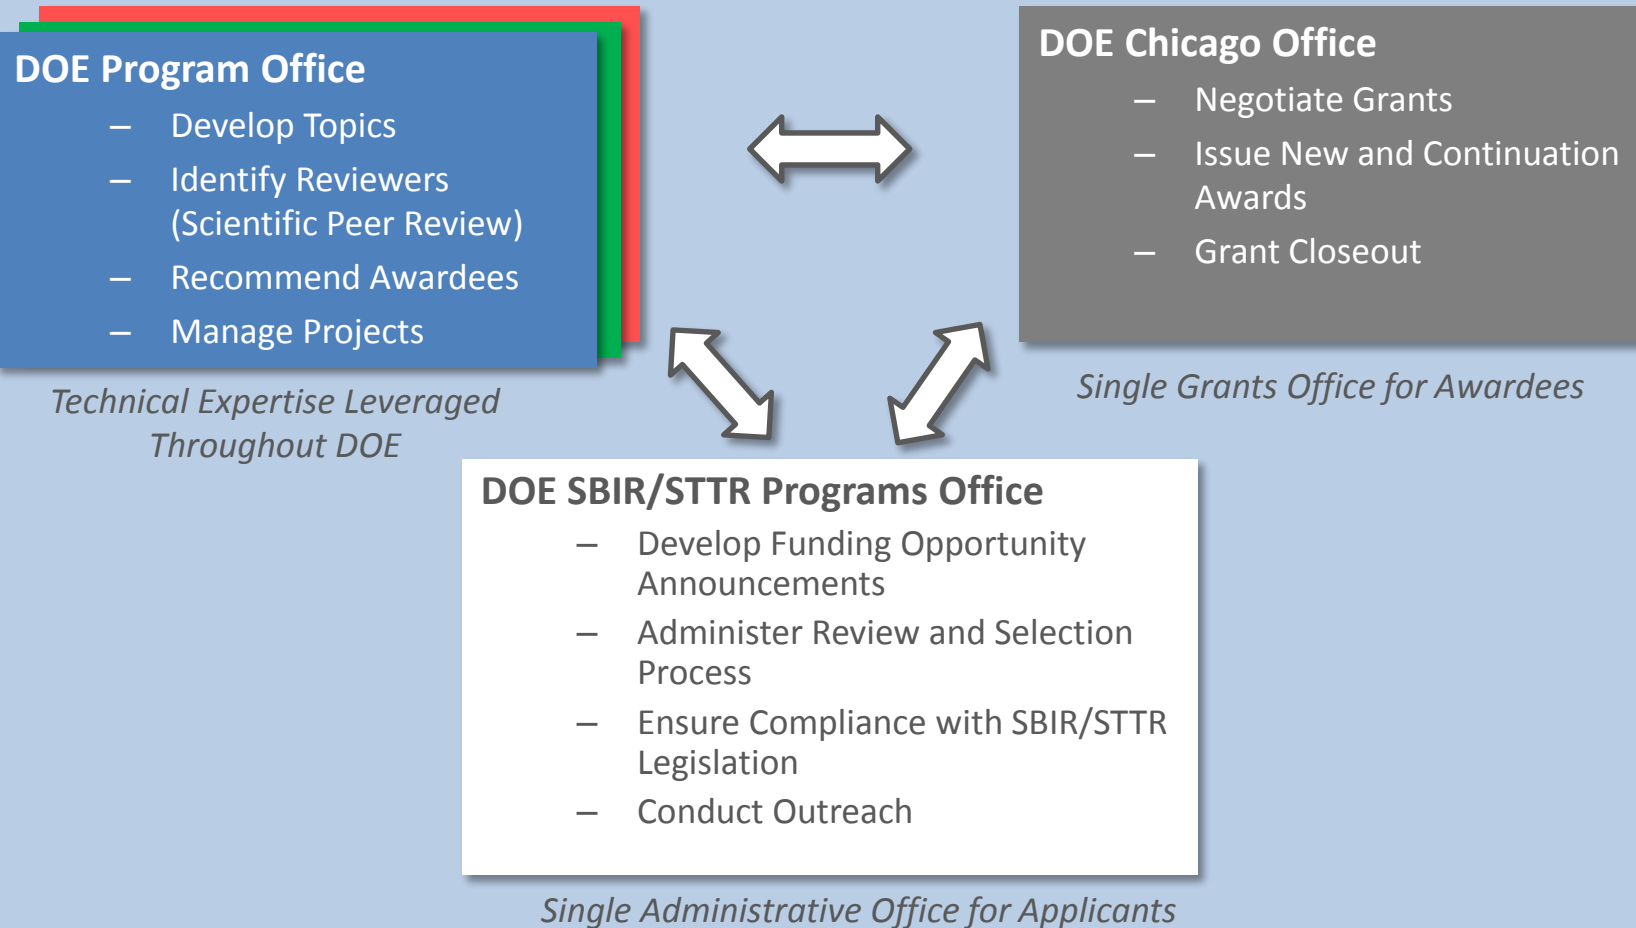 DOE Program Office
– Develop Topics
– Identify Reviewers
(Scientific Peer Review)
– Recommend Awardees
– Manage Projects
Technical Expertise Leveraged
Throughout DOE
DOE Chicago Office
– Negotiate Grants
– Issue New and Continuation
Awards
– Grant Closeout
Single Grants Office for Awardees
DOE SBIR/STTR Programs Office
– Develop Funding Opportunity
Announcements
– Administer Review and Selection
Process
– Ensure Compliance with SBIR/STTR
Legislation
– Conduct Outreach
Single Administrative Office for Applicants